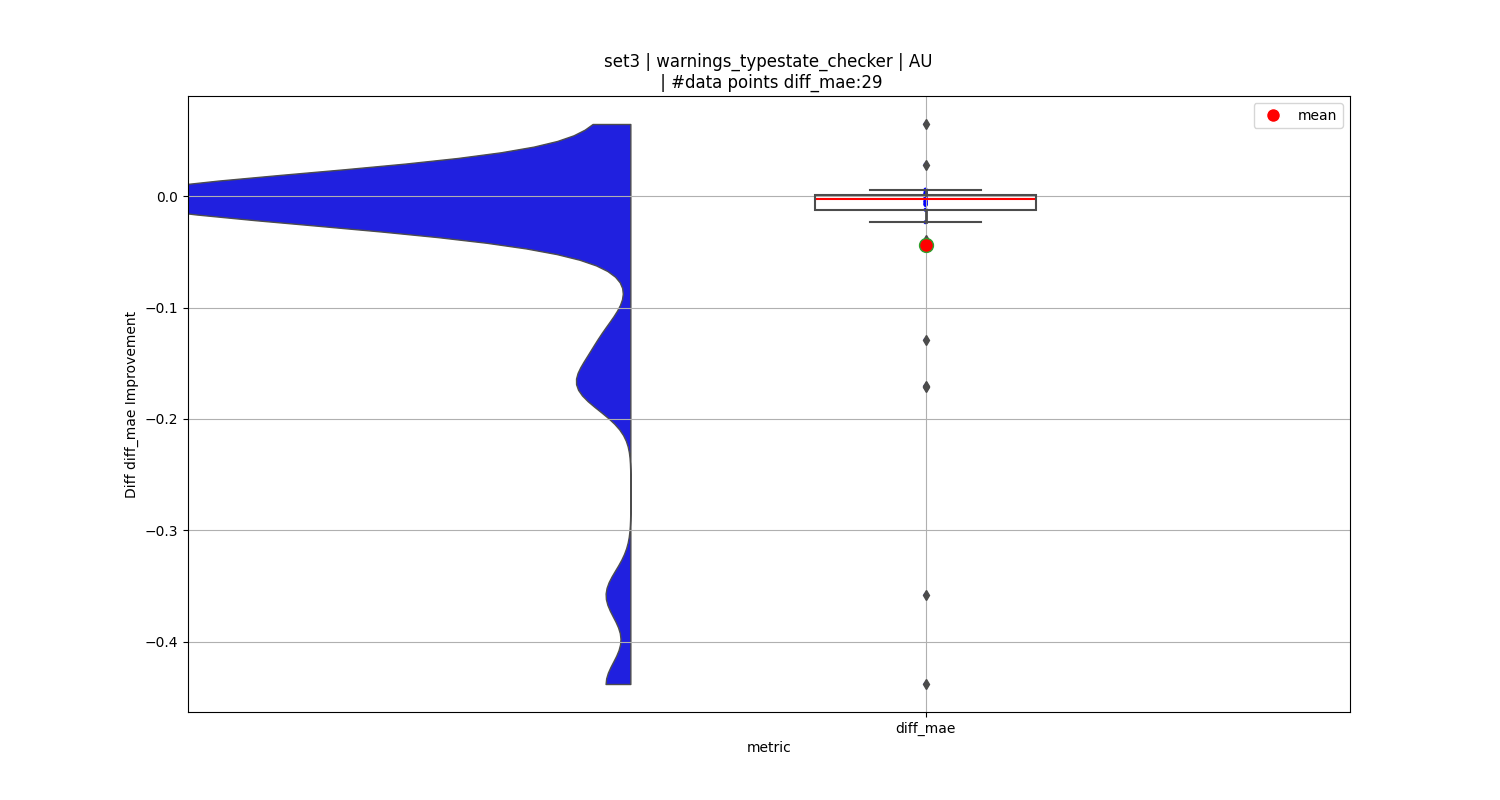 set3 | warnings_typestate_checker | AU
| #data points diff_mae:29
mean
0.0
−0.1
−0.2
−0.3
−0.4
Diff diff_mae Improvement
diff_mae
metric